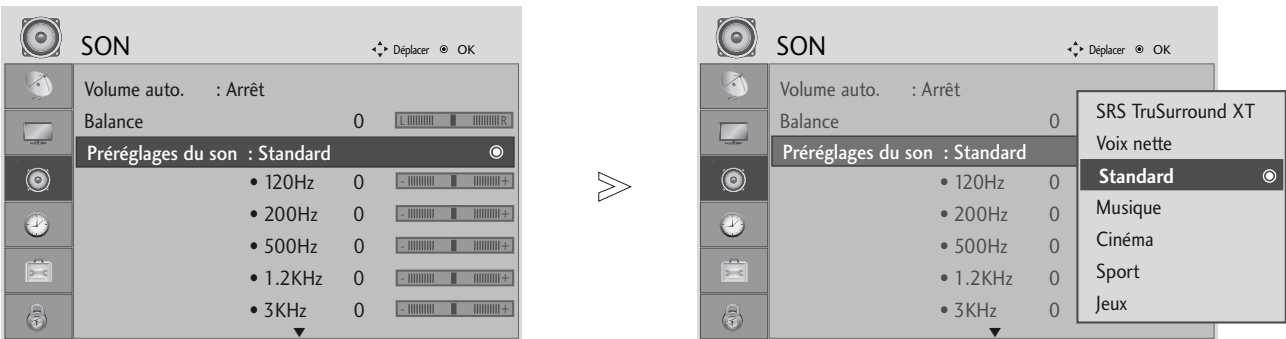 SON
Déplacer OK
Volume auto. : Arrêt
Balance 0 L R
Préréglages du son : Standard
• 120Hz 0 - +
• 200Hz 0 - +
• 500Hz 0 - +
• 1.2KHz 0 - +
• 3KHz 0 - +
SON
Déplacer OK
Volume auto. : Arrêt
Balance 0
Préréglages du son : Standard
• 120Hz 0
• 200Hz 0
• 500Hz 0
• 1.2KHz 0
• 3KHz 0
SRS TruSurround XT
Voix nette
Standard
Musique
Cinéma
Sport
Jeux